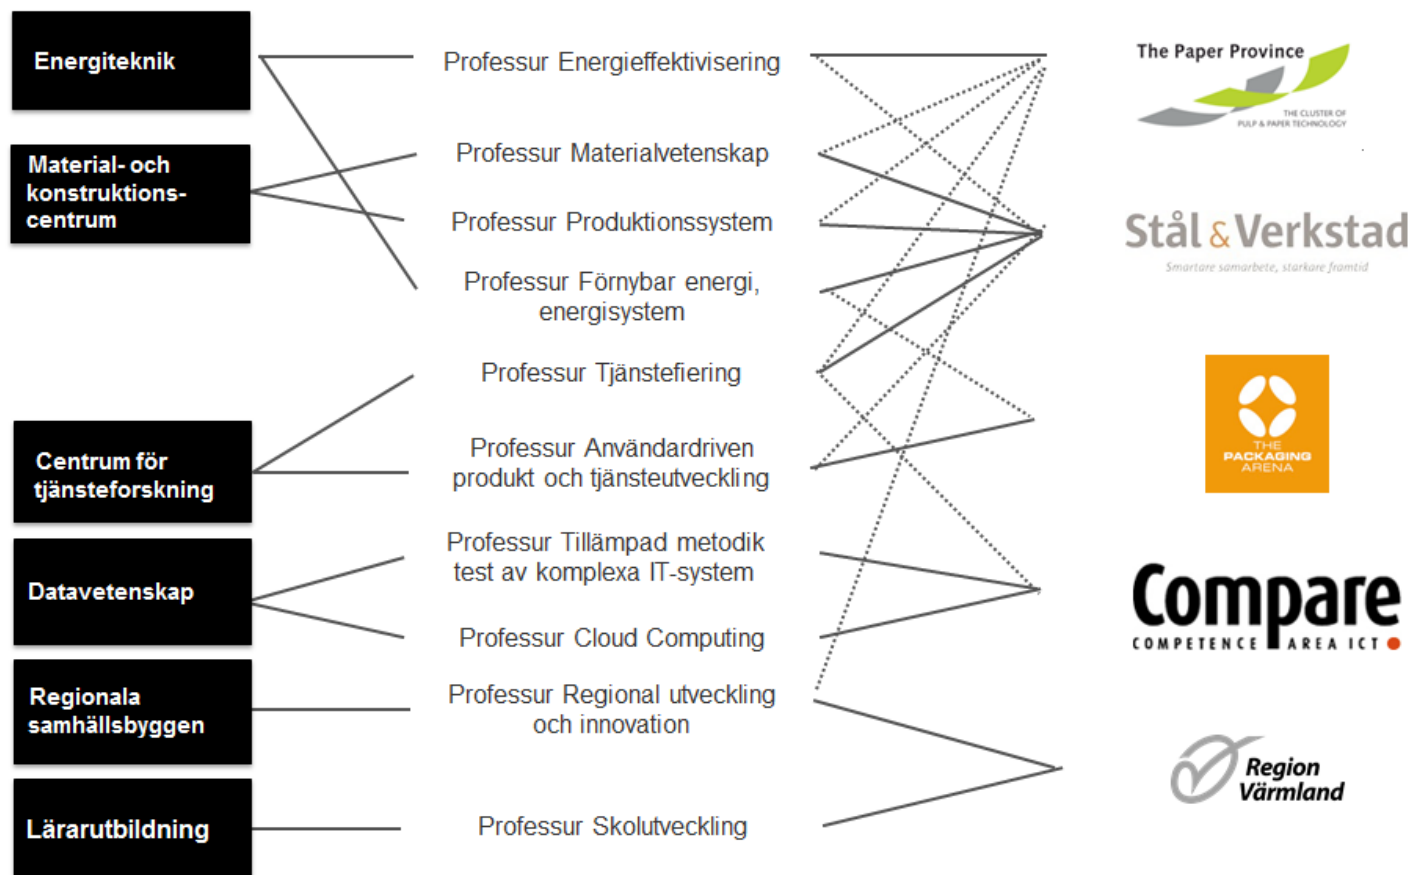 Energiteknik
Material- och
konstruktions-
centrum
Centrum för
tjänsteforskning
Datavetenskap
Regionala
samhällsbyggen
Lärarutbildning
Professur Energieffektivisering
Professur Materialvetenskap
Professur Produktionssystem
Professur Förnybar energi,
energisystem
Professur Tjänstefiering
Professur Användardriven
produkt och tjänsteutveckling
Professur Tillämpad metodik
test av komplexa IT-system
Professur Cloud Computing
Professur Regional utveckling
och innovation
Professur Skolutveckling
The Paper Province
THE CLUSTER OF
PULP & PAPER TECHNOLOGY
Stål & Verkstad
Smartare samarbete, starkare framtid
THE
PACKAGING
ARENA
Compare
COMPETENCE AREA ICT
Region
Värmland